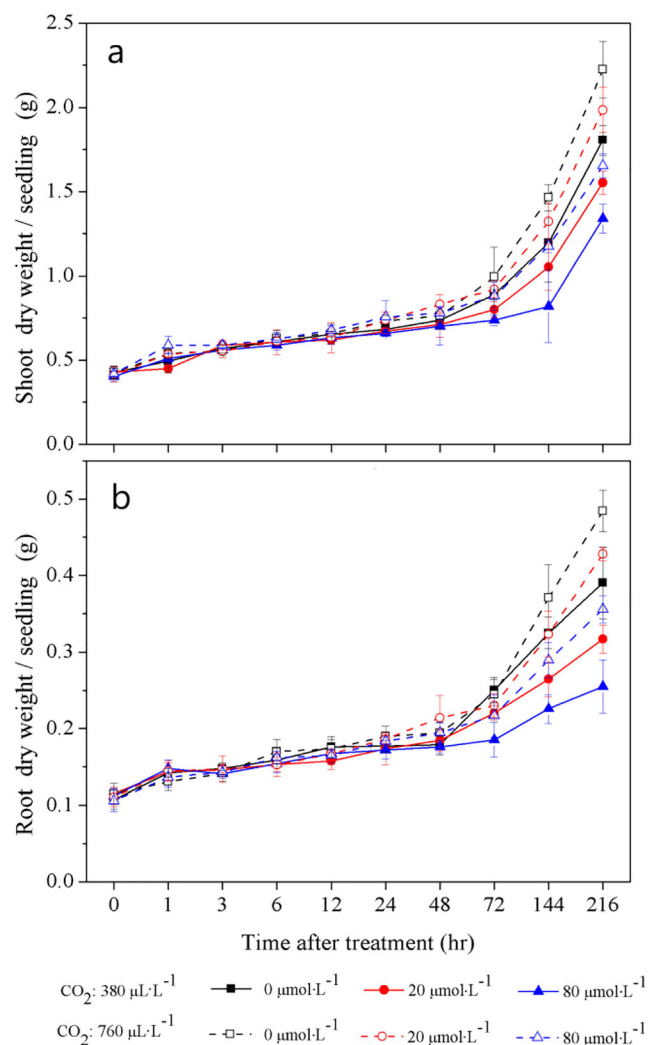 a
2.5
2.0
1.5
1.0
0.5
0.0
Shoot dry weight / seedling (g)
b
0.5
0.4
0.3
0.2
0.1
0.0
Root dry weight / seedling (g)
0 1 3 6 12 24 48 72 144 216
Time after treatment (hr)
CO₂: 380 μL·L⁻¹ 0 μmol·L⁻¹ 20 μmol·L⁻¹ 80 μmol·L⁻¹
CO₂: 760 μL·L⁻¹ 0 μmol·L⁻¹ 20 μmol·L⁻¹ 80 μmol·L⁻¹